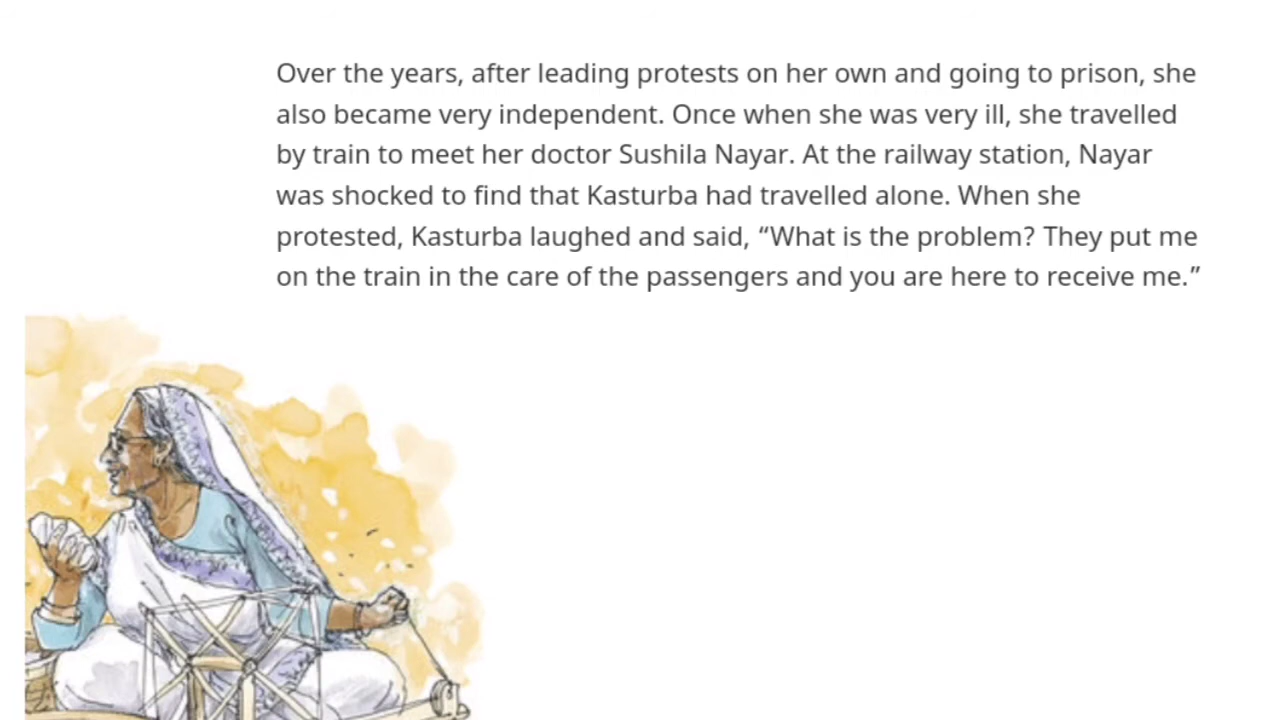 Over the years, after leading protests on her own and going to prison, she
also became very independent. Once when she was very ill, she travelled
by train to meet her doctor Sushila Nayar. At the railway station, Nayar
was shocked to find that Kasturba had travelled alone. When she
protested, Kasturba laughed and said, “What is the problem? They put me
on the train in the care of the passengers and you are here to receive me.”